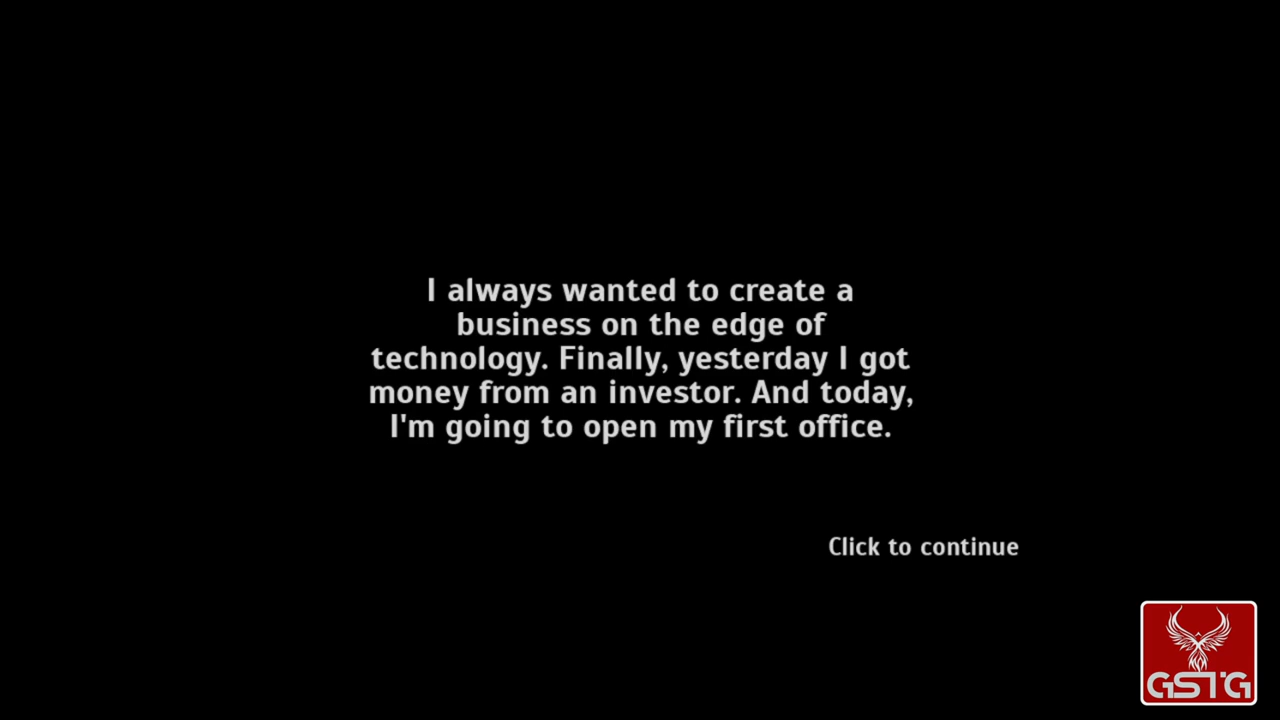 I always wanted to create a
business on the edge of
technology. Finally, yesterday I got
money from an investor. And today,
I'm going to open my first office.
Click to continue
GSTG